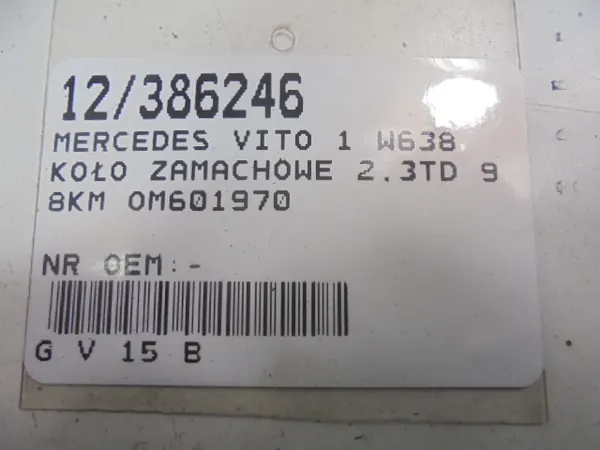 12/386246
MERCEDES VITO 1 W638
KOŁO ZAMACHOWE 2.3TD 9
8KM OM601970
NR OEM:-
G V 15 B